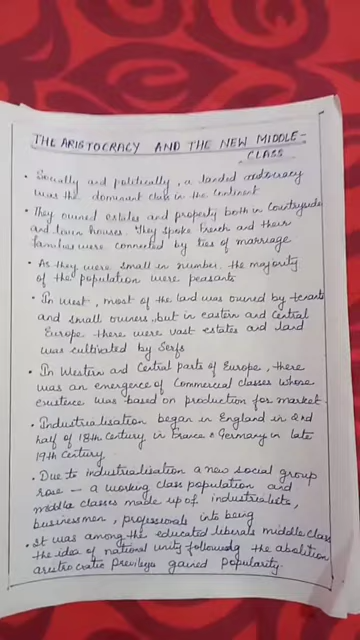 THE ARISTOCRACY AND THE NEW MIDDLE-
CLASS
• Socially and politically, a landed aristocracy
was the dominant class in the continent
• They owned estates and property both in Countryside
and town houses. They spoke French and their
families were connected by ties of marriage
• As they were small in number. the majority
of the population were peasants
• In West, most of the land was owned by tenants
and small owners, but in eastern and Central
Europe there were vast estates and land
was cultivated by Serfs
• In Western and Central parts of Europe, there
was an emergence of Commercial classes whose
existence was based on production for market.
• Industrialisation began in England in 2nd
half of 18th Century in France & Germany in late
19th Century.
• Due to industrialisation a new social group
rose - a working class population and
middle classes made up of industrialists,
businessmen, professionals into being
• It was among the educated liberals middle class
the idea of national unity following the abolition
aristocratic previleges gained popularity.